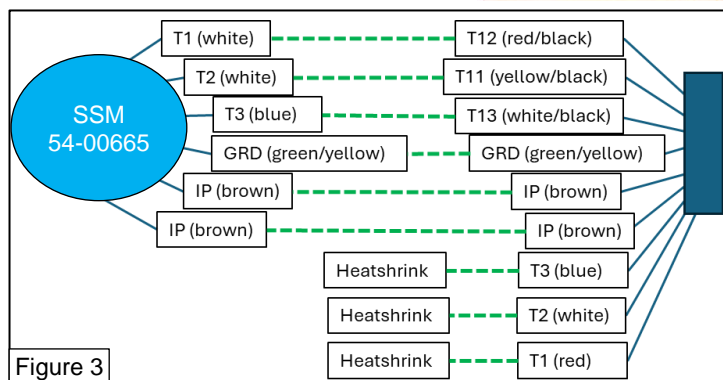 T1 (white)
T12 (red/black)
T2 (white)
T11 (yellow/black)
SSM
54-00665
T3 (blue)
T13 (white/black)
GRD (green/yellow)
GRD (green/yellow)
IP (brown)
IP (brown)
IP (brown)
IP (brown)
Heatshrink
T3 (blue)
Heatshrink
T2 (white)
Heatshrink
T1 (red)
Figure 3